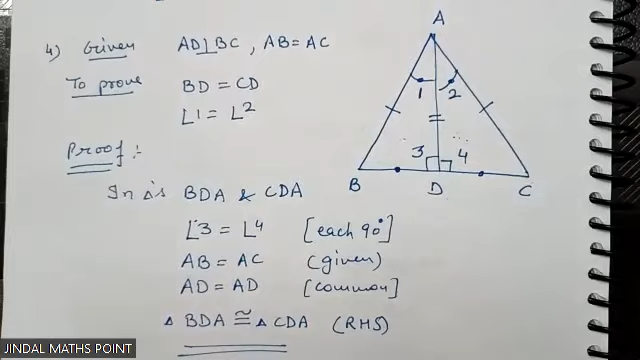 4) Given AD⊥BC, AB=AC
To prove BD = CD
∠1 = ∠2
Proof :-
In Δ's BDA & CDA
∠3 = ∠4 [each 90°]
AB = AC (given)
AD = AD [common]
Δ BDA ≅ Δ CDA (RHS)
A
1 2
3 4
B D C
JINDAL MATHS POINT